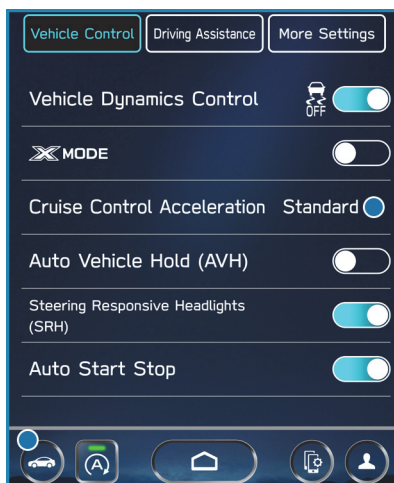 Vehicle Control Driving Assistance More Settings
Vehicle Dynamics Control OFF
X MODE
Cruise Control Acceleration Standard
Auto Vehicle Hold (AVH)
Steering Responsive Headlights
(SRH)
Auto Start Stop
A